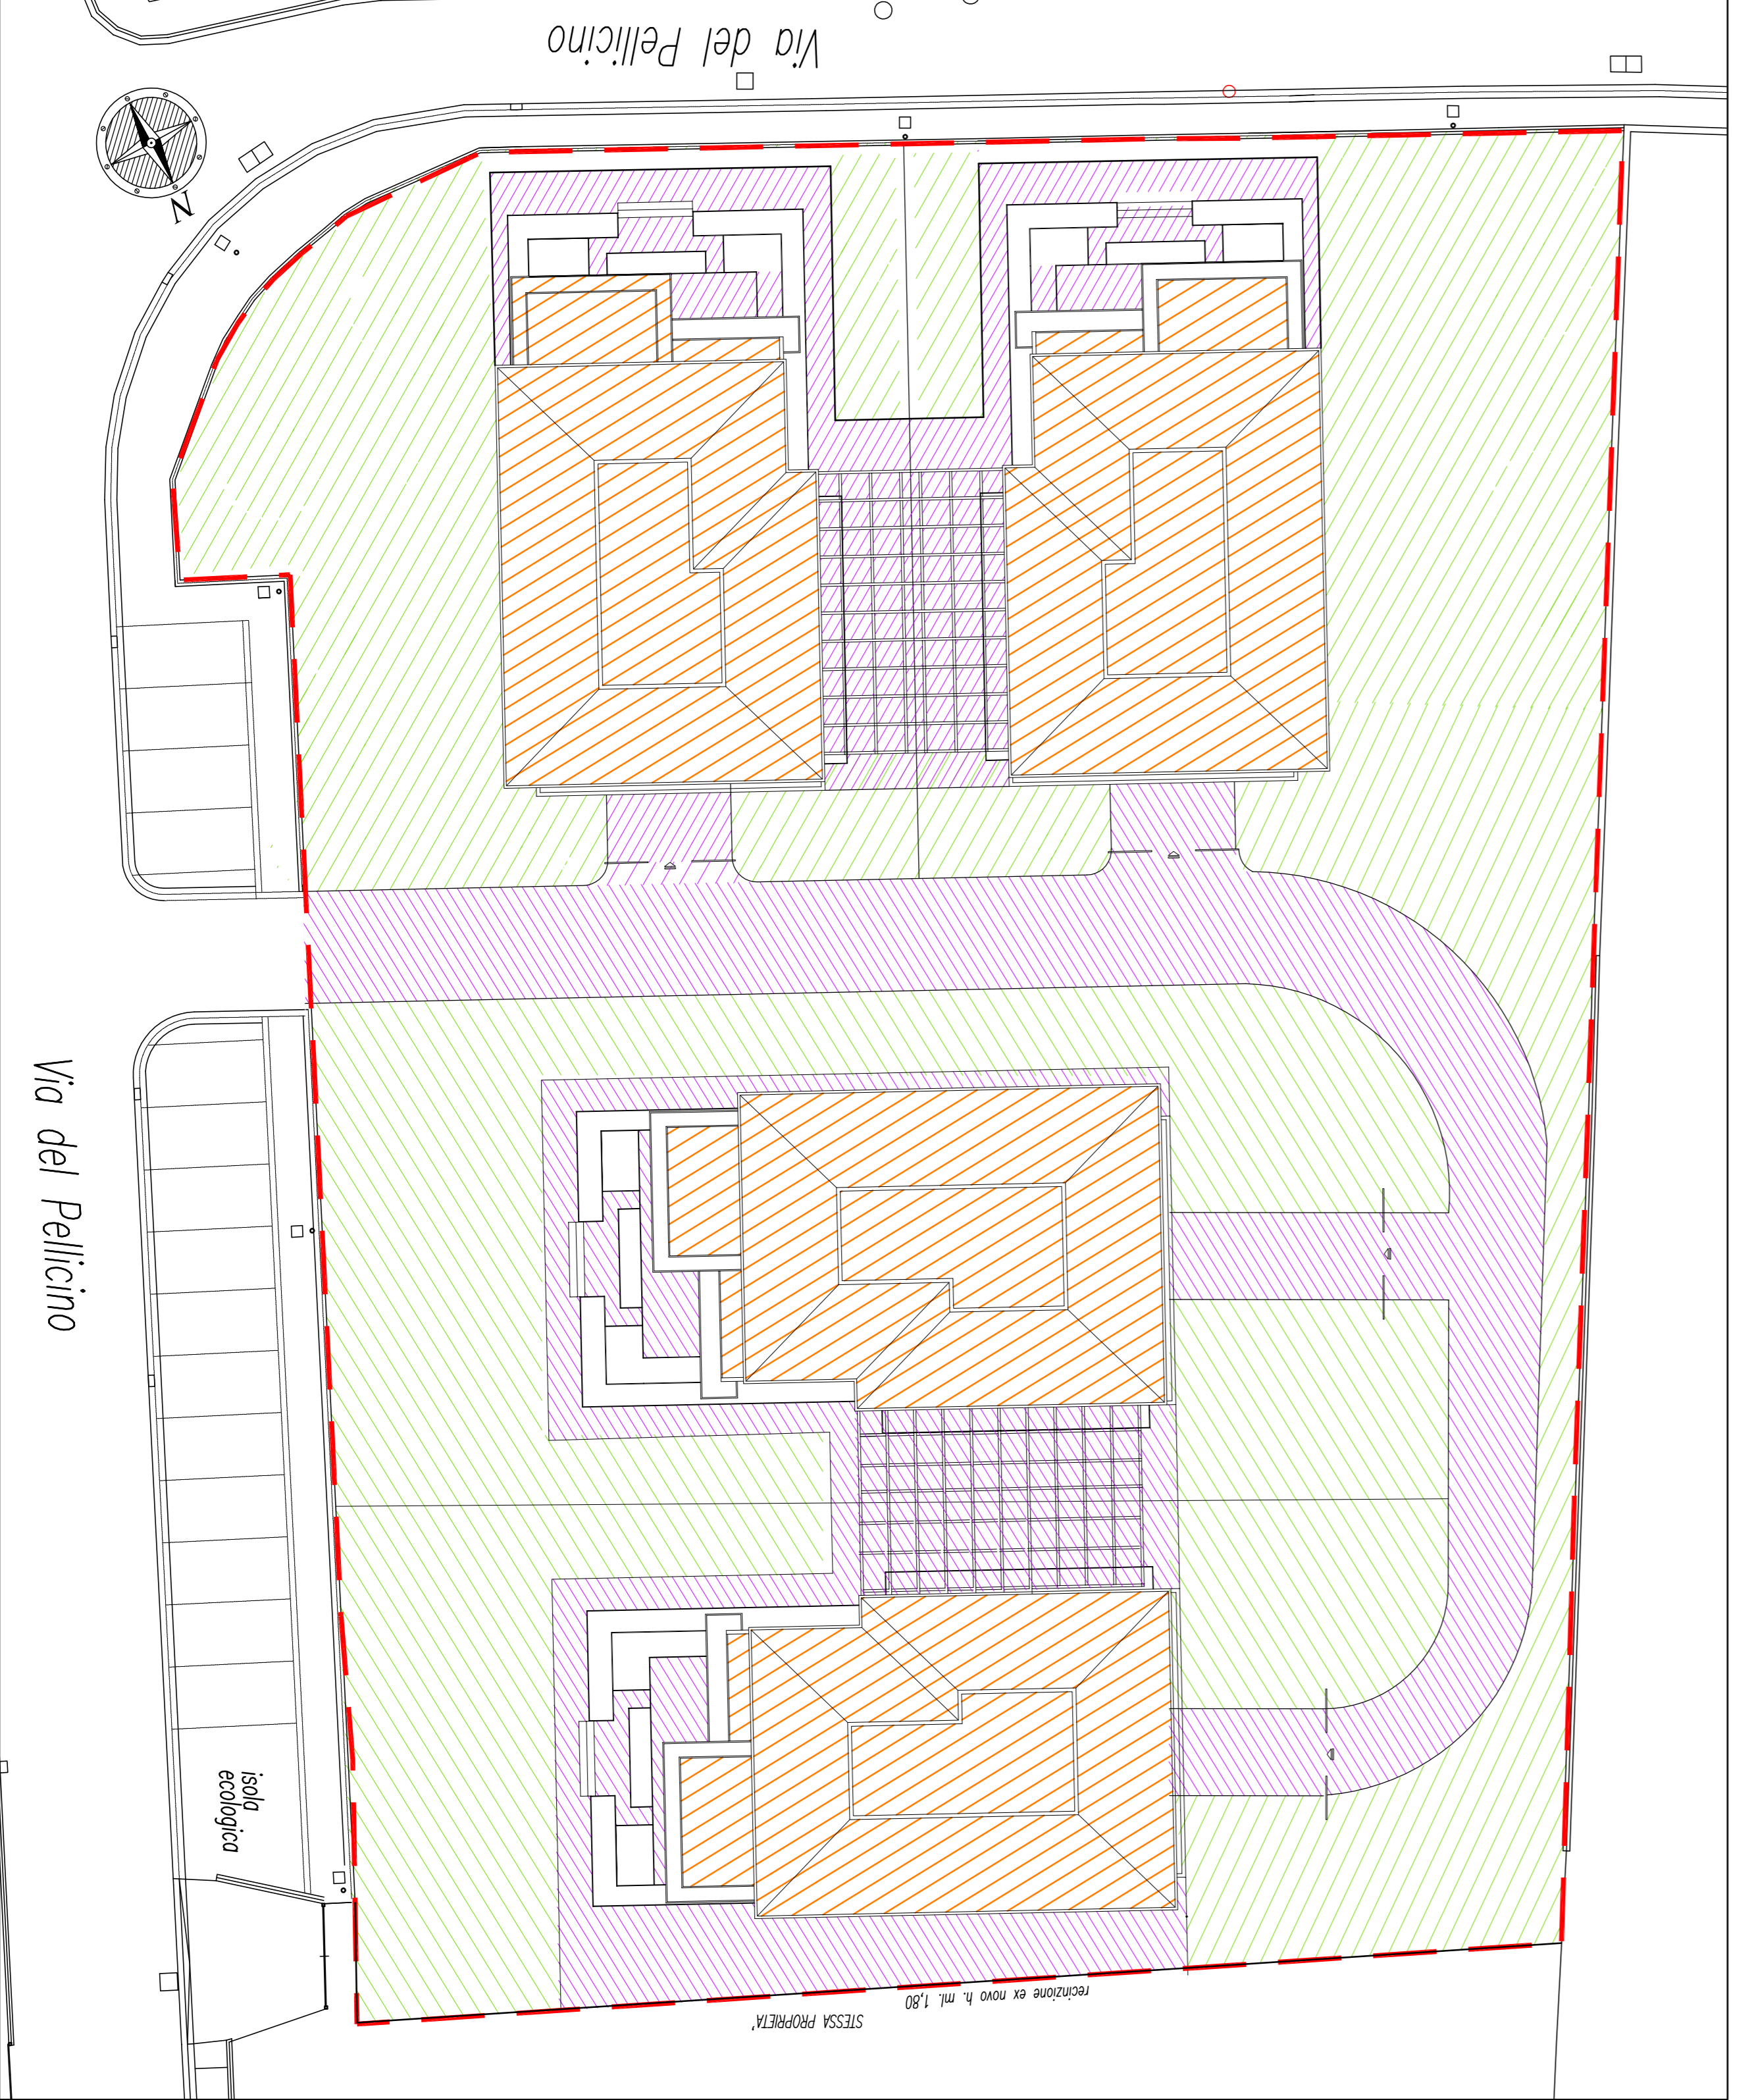 Via del Pellicino
N
Via del Pellicino
isola
ecologica
recinzione ex novo h. ml. 1,80
STESSA PROPRIETA'